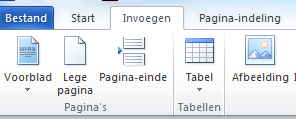 Bestand Start Invoegen Pagina-indeling
Voorblad Lege pagina Pagina-einde Tabel Afbeelding
Pagina's Tabellen